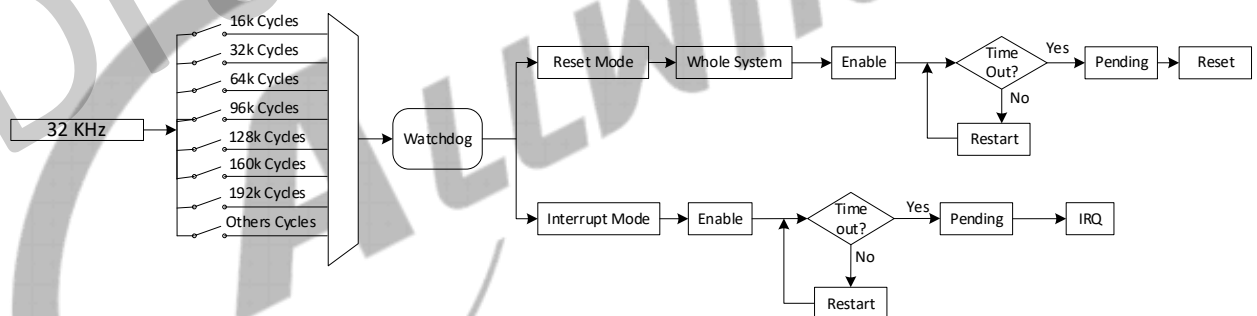 32 KHz
16k Cycles
32k Cycles
64k Cycles
96k Cycles
128k Cycles
160k Cycles
192k Cycles
Others Cycles
Watchdog
Reset Mode
Whole System
Enable
Time
Out?
Yes
Pending
Reset
No
Restart
Interrupt Mode
Enable
Time
out?
Yes
Pending
IRQ
No
Restart